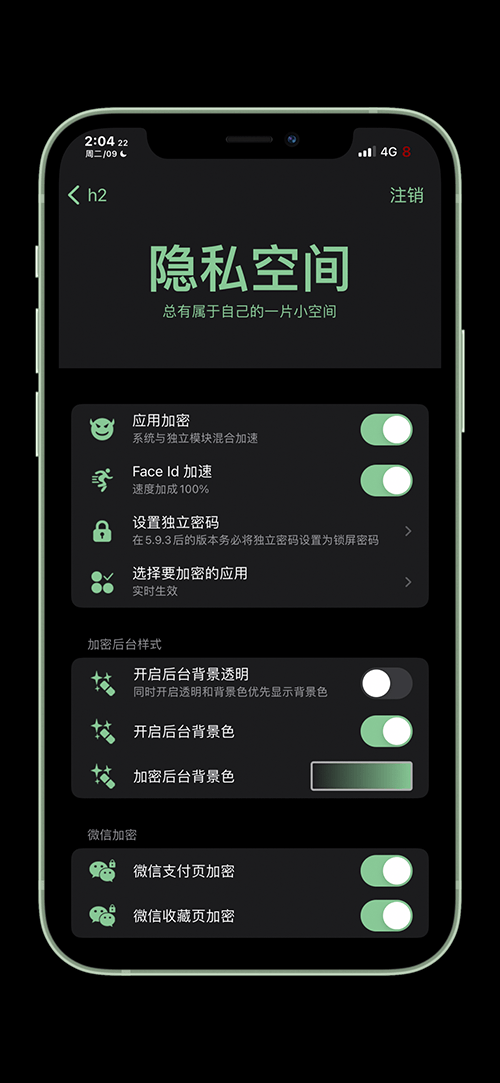 2:04 22
周二/09
4G 8
h2
注销
隐私空间
总有属于自己的一片小空间
应用加密
系统与独立模块混合加速
Face Id 加速
速度加成100%
设置独立密码
在5.9.3后的版本务必将独立密码设置为锁屏密码
选择要加密的应用
实时生效
加密后台样式
开启后台背景透明
同时开启透明和背景色优先显示背景色
开启后台背景色
加密后台背景色
微信加密
微信支付页加密
微信收藏页加密